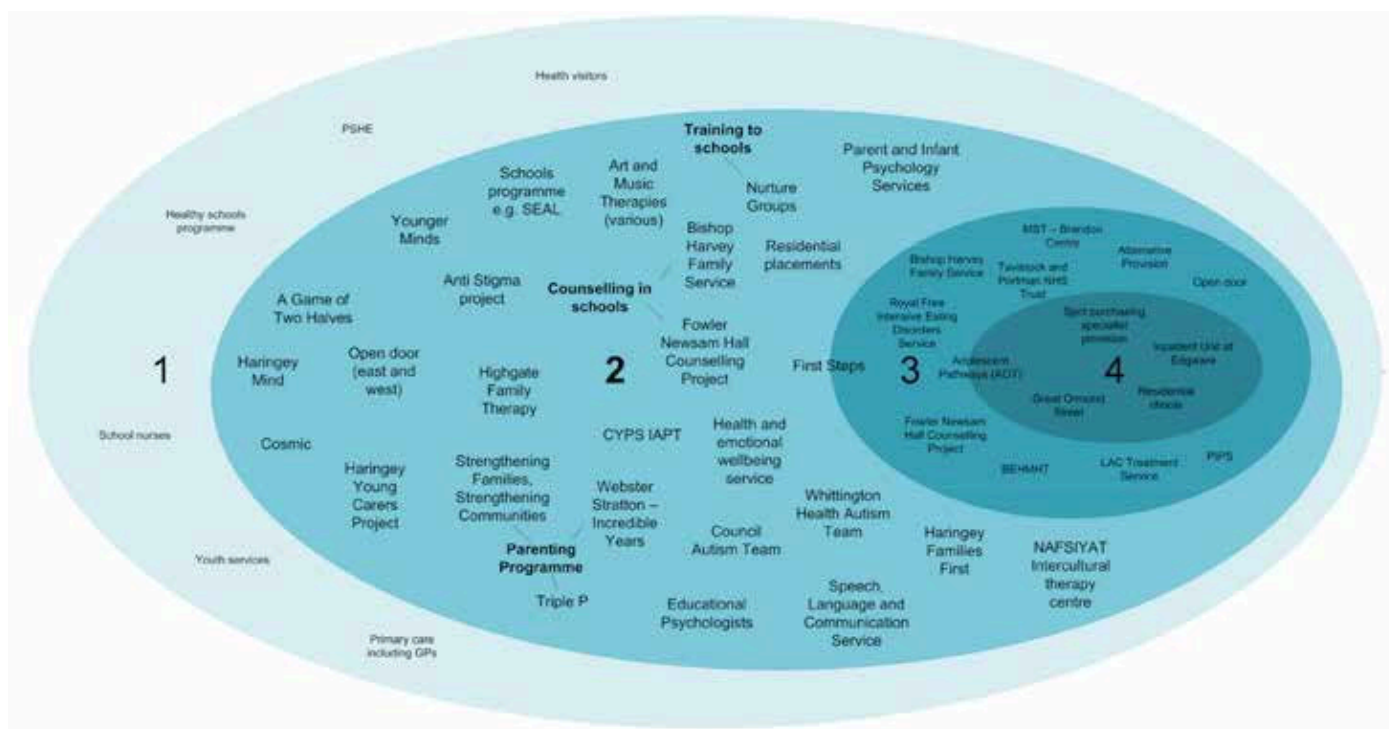 Health visitors
PSHE
Healthy schools
programme
1
School nurses
Youth services
Primary care
including GPs
Training to
schools
Parent and Infant
Psychology
Services
Schools
programme
e.g. SEAL
Art and
Music
Therapies
(various)
Nurture
Groups
Younger
Minds
Bishop
Harvey
Family
Service
Residential
placements
Anti Stigma
project
Counselling in
schools
A Game of
Two Halves
Fowler
Newsam Hall
Counselling
Project
Haringey
Mind
Open door
(east and
west)
Highgate
Family
Therapy
2
First Steps
Cosmic
CYPS IAPT
Health and
emotional
wellbeing
service
Haringey
Young
Carers
Project
Strengthening
Families,
Strengthening
Communities
Webster
Stratton –
Incredible
Years
Whittington
Health Autism
Team
Council
Autism Team
Haringey
Families
First
NAFSIYAT
Intercultural
therapy
centre
Parenting
Programme
Triple P
Educational
Psychologists
Speech,
Language and
Communication
Service
MST – Brandon
Centre
Alternative
Provision
Bishop Harvey
Family Service
Tavistock and
Portman NHS
Trust
Open door
Royal Free
Intensive Eating
Disorders
Service
3
Adolescent
Pathways (AOT)
Fowler Newsam
Hall Counselling
Project
BEHMHT
LAC Treatment
Service
PIPS
Spot purchasing
specialist
provision
Inpatient Unit at
Edgware
4
Great Ormond
Street
Residential